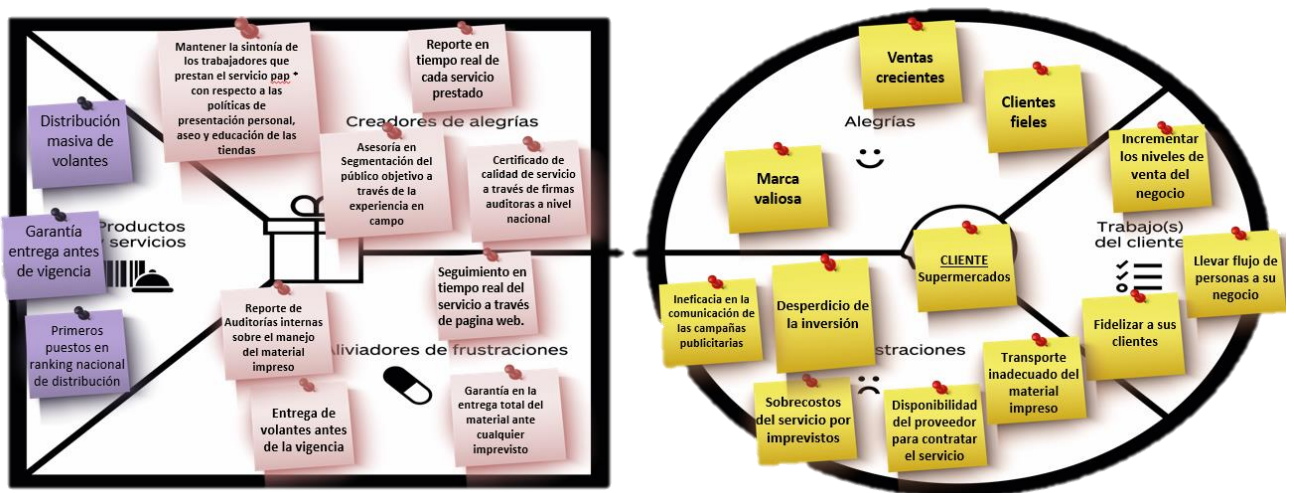 Mantener la sintonía de
los trabajadores que
prestan el servicio pap *
con respecto a las
políticas de
presentación personal,
aseo y educación de las
tiendas
Reporte en
tiempo real de
cada servicio
prestado
Distribución
masiva de
volantes
Creadores de alegrías
Asesoría en
Segmentación del
público objetivo a
través de la
experiencia en
campo
Certificado de
calidad de servicio
a través de firmas
auditoras a nivel
nacional
Garantía
entrega antes
de vigencia
Productos
y servicios
Primeros
puestos en
ranking nacional
de distribución
Seguimiento en
tiempo real del
servicio a través
de pagina web.
Reporte de
Auditorías internas
sobre el manejo
del material
impreso
Aliviadores de frustraciones
Entrega de
volantes antes
de la vigencia
Garantía en la
entrega total del
material ante
cualquier
imprevisto
Ventas
crecientes
Clientes
fieles
Alegrías
Marca
valiosa
Incrementar
los niveles de
venta del
negocio
Trabajo(s)
del cliente
Llevar flujo de
personas a su
negocio
CLIENTE
Supermercados
Ineficacia en la
comunicación de
las campañas
publicitarias
Desperdicio de
la inversión
Fidelizar a sus
clientes
straciones
Transporte
inadecuado del
material
impreso
Sobrecostos
del servicio por
imprevistos
Disponibilidad
del proveedor
para contratar
el servicio